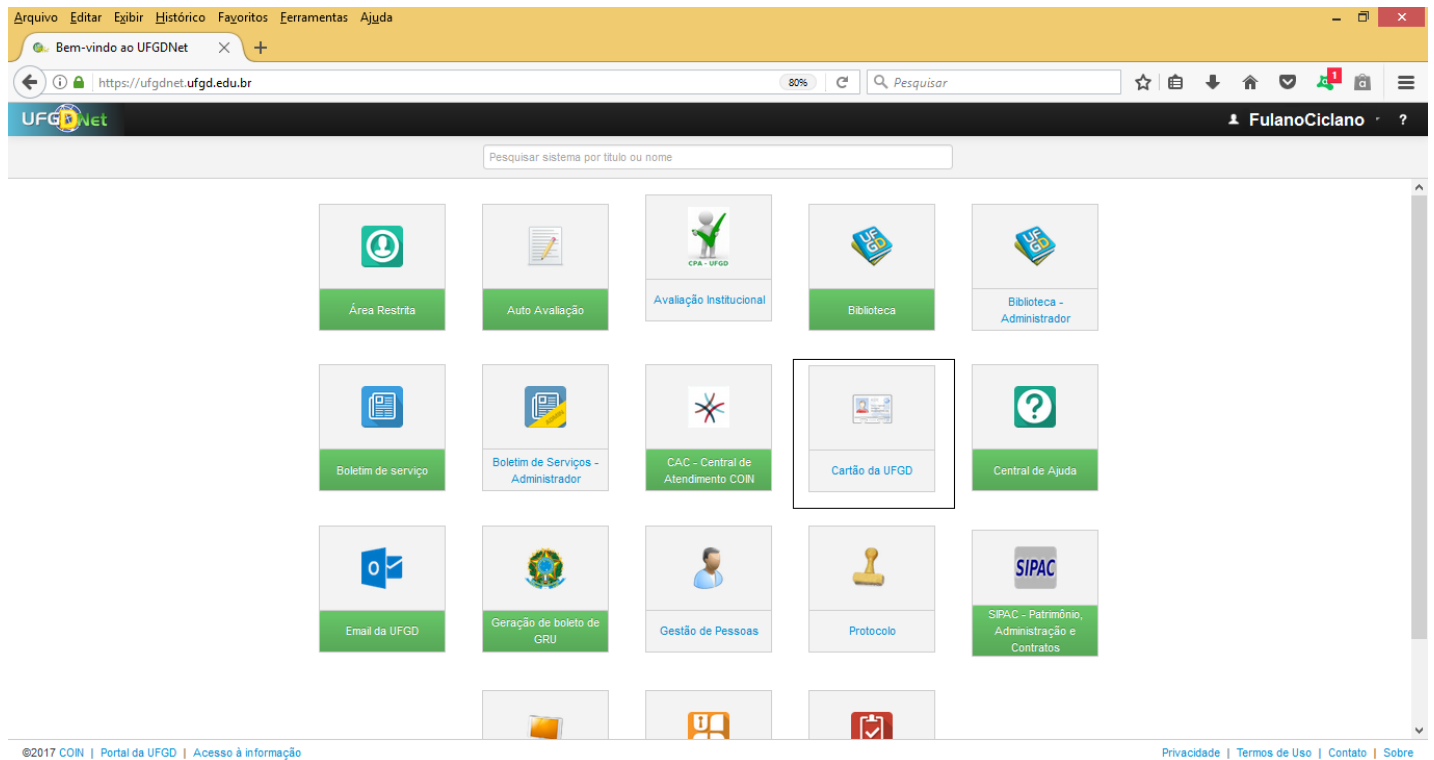 Arquivo Editar Exibir Histórico Favoritos Ferramentas Ajuda
Bem-vindo ao UFGDNet
https://ufgdnet.ufgd.edu.br 80% Pesquisar 1
UFGDNet FulanoCiclano ?
Pesquisar sistema por título ou nome
CPA - UFGD UFGD UFGD
Área Restrita Auto Avaliação Avaliação Institucional Biblioteca Biblioteca -
Administrador
Boletim de serviço Boletim de Serviços - CAC - Central de Cartão da UFGD Central de Ajuda
Administrador Atendimento COIN
SIPAC
Email da UFGD Geração de boleto de Gestão de Pessoas Protocolo SIPAC - Patrimônio,
GRU Administração e
Contratos
©2017 COIN | Portal da UFGD | Acesso à informação Privacidade | Termos de Uso | Contato | Sobre